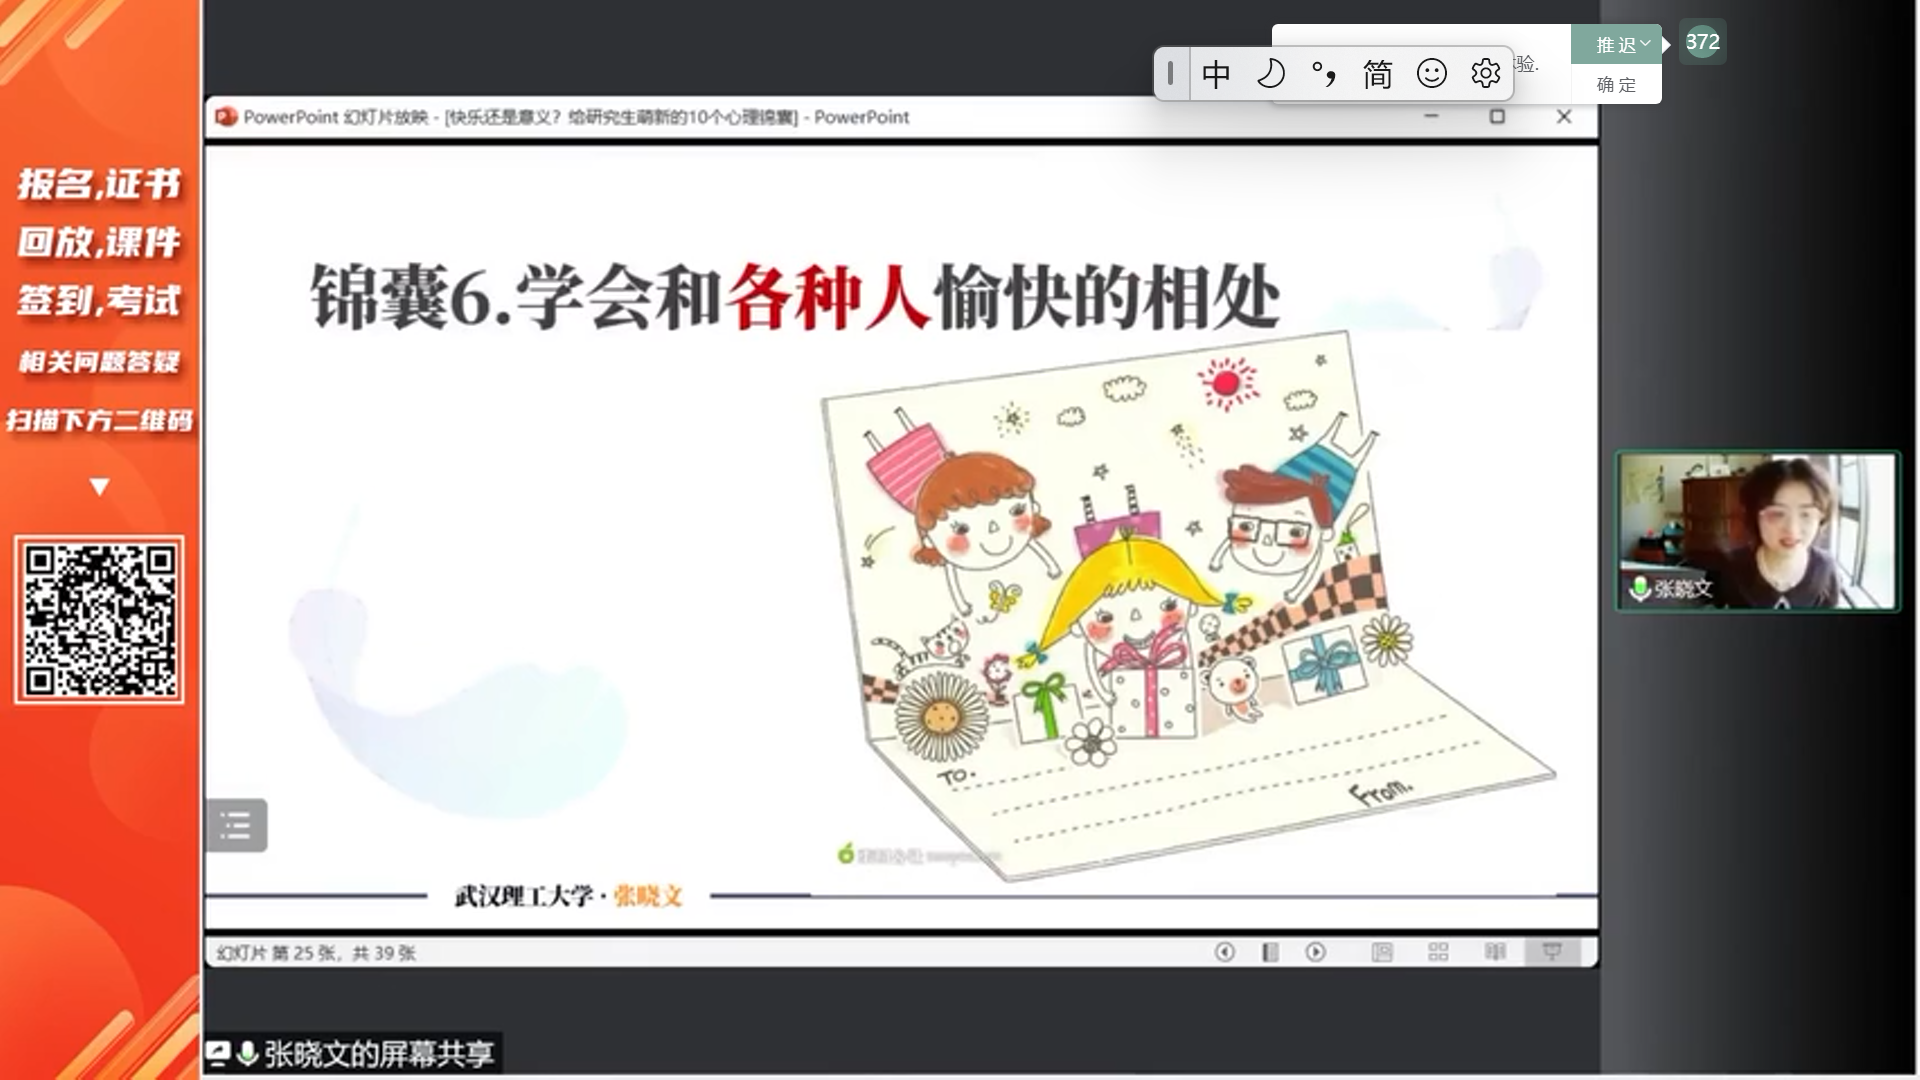 报名,证书
回放,课件
签到,考试
相关问题答疑
扫描下方二维码
中 简
验.
推迟
确定
372
PowerPoint 幻灯片放映 - [快乐还是意义？给研究生萌新的10个心理锦囊] - PowerPoint
锦囊6.学会和各种人愉快的相处
TO.
From.
武汉理工大学·张晓文
幻灯片 第 25 张，共 39 张
张晓文
张晓文的屏幕共享